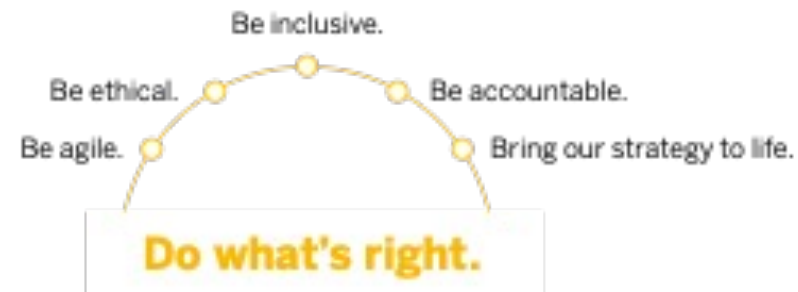 Be inclusive.
Be ethical.
Be accountable.
Be agile.
Bring our strategy to life.
Do what's right.